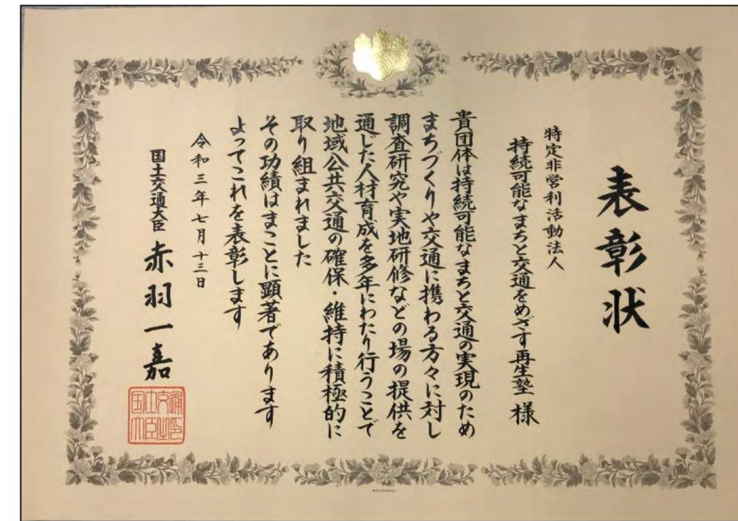 表彰状
特定非営利活動法人
持続可能なまちと交通をめざす再生塾 様
貴団体は持続可能なまちと交通の実現のため
まちづくりや交通に携わる方々に対し
調査研究や実地研修などの場の提供を
通じた人材育成を多年にわたり行うことで
地域公共交通の確保・維持に積極的に
取り組まれました
その功績はまことに顕著であります
よってこれを表彰します
令和三年七月十三日
国土交通大臣 赤羽一嘉